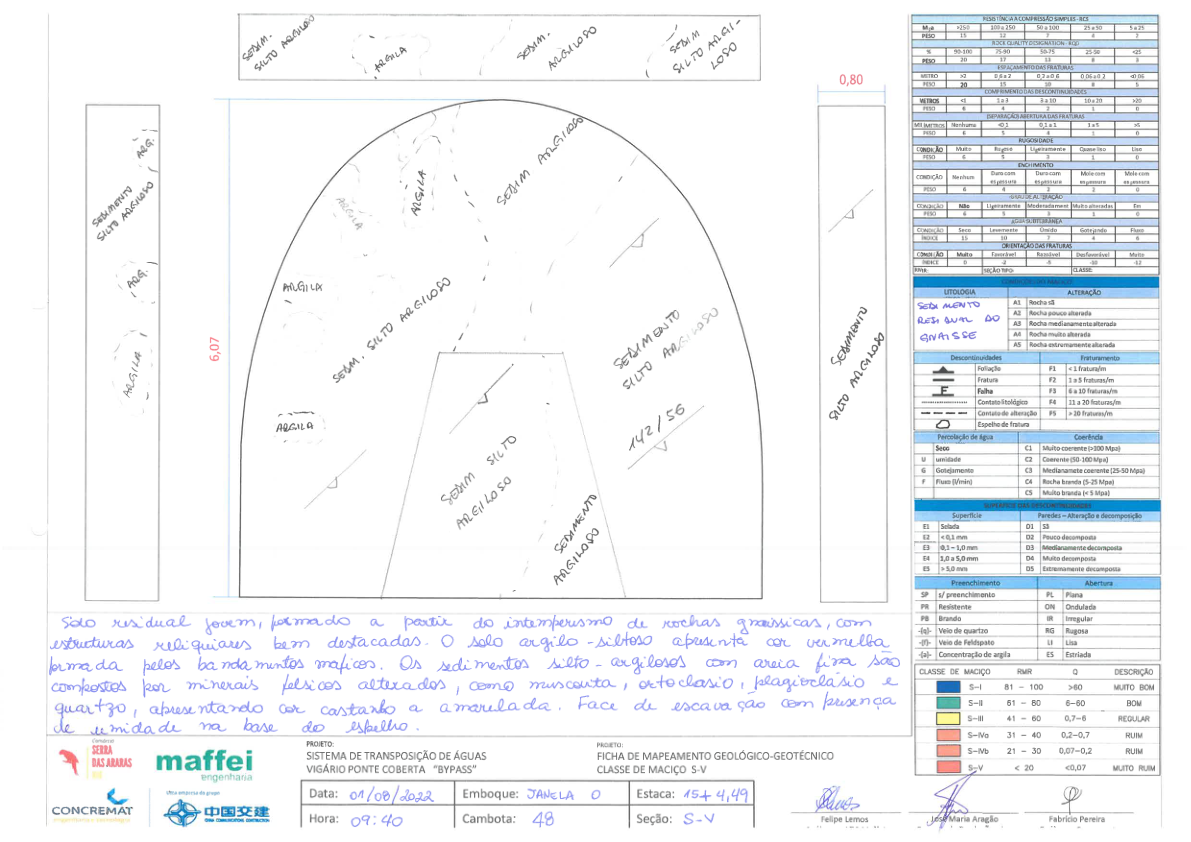 SEDIM. SILTO ARGILOSO
ARGILA
SEDIM. ARGILOSO
SEDIM SILTO ARGI-LOSO
0,80
ARG.
SEDIMENTO SILTO ARGILOSO
ARG.
ARGILA
6,07
ARGILA
ARGILA
SEDIM ARGILOSO
ARGILA
SEDIM. SILTO ARGILOSO
ARGILA
SEDIMENTO SILTO ARGILOSO
142/56
SEDIM SILTO ARGILOSO
SEDIMENTO ARGILOSO
SEDIMENTO SILTO ARGILOSO
RESISTÊNCIA A COMPRESSÃO SIMPLES - RCS
Mpa >250 100 a 250 50 a 100 25 a 50 5 a 25
PESO 15 12 7 4 2
ROCK QUALITY DESIGNATION - RQD
% 90-100 75-90 50-75 25-50 <25
PESO 20 17 13 8 3
ESPAÇAMENTO DAS FRATURAS
METRO >2 0,6 a 2 0,2 a 0,6 0,06 a 0,2 <0,06
PESO 20 15 10 8 5
COMPRIMENTO DAS DESCONTINUIDADES
METROS <1 1 a 3 3 a 10 10 a 20 >20
PESO 6 4 2 1 0
SEPARAÇÃO/ABERTURA DAS FRATURAS
MILÍMETROS Nenhuma <0,1 0,1 a 1 1 a 5 >5
PESO 6 5 4 1 0
RUGOSIDADE
CONDIÇÃO Muito Rugoso Ligeiramente Quase liso Liso
PESO 6 5 3 1 0
ENCHIMENTO
CONDIÇÃO Nenhum Duro com espessura Duro com espessura Mole com espessura Mole com espessura
PESO 6 4 2 2 0
GRAU DE ALTERAÇÃO
CONDIÇÃO Não Ligeiramente Moderadament Muito alteradas Em
PESO 6 5 3 1 0
ÁGUA SUBTERRÂNEA
CONDIÇÃO Seco Levemente Úmido Gotejando Fluxo
ÍNDICE 15 10 7 4
ORIENTAÇÃO DAS FRATURAS
CONDIÇÃO Muito Favorável Razoável Desfavorável Muito
ÍNDICE 0 -2 -5 -10 -12
RMR: SEÇÃO TIPO: CLASSE:
LITOLOGIA ALTERAÇÃO
SEDIMENTO RESIDUAL DO GNAISSE
A1 Rocha sã
A2 Rocha pouco alterada
A3 Rocha medianamente alterada
A4 Rocha muito alterada
A5 Rocha extremamente alterada
Descontinuidades Fraturamento
Foliação F1 < 1 fratura/m
Fratura F2 1 a 5 fraturas/m
F Falha F3 6 a 10 fraturas/m
Contato litológico F4 11 a 20 fraturas/m
Contato de alteração F5 > 20 fraturas/m
Espelho de fratura
Percolação de água Coerência
Seco C1 Muito coerente (>100 Mpa)
U umidade C2 Coerente (50-100 Mpa)
G Gotejamento C3 Medianamete coerente (25-50 Mpa)
F Fluxo (l/min) C4 Rocha branda (5-25 Mpa)
C5 Muito branda (< 5 Mpa)
SUPERFÍCIE DAS DESCONTINUIDADES
Superfície Paredes – Alteração e decomposição
E1 Selada D1 Sã
E2 < 0,1 mm D2 Pouco decomposta
E3 0,1 – 1,0 mm D3 Medianamente decomposta
E4 1,0 a 5,0 mm D4 Muito decomposta
E5 > 5,0 mm D5 Extremamente decomposta
Preenchimento Abertura
SP s/ preenchimento PL Plana
PR Resistente ON Ondulada
PB Brando IR Irregular
-(q)- Veio de quartzo RG Rugosa
-(f)- Veio de Feldspato LI Lisa
-(a)- Concentração de argila ES Estriada
CLASSE DE MACIÇO RMR Q DESCRIÇÃO
S-I 81 - 100 >60 MUITO BOM
S-II 61 - 80 6-60 BOM
S-III 41 - 60 0,7-6 REGULAR
S-IVa 31 - 40 0,2-0,7 RUIM
S-IVb 21 - 30 0,07-0,2 RUIM
S-V < 20 <0,07 MUITO RUIM
Solo residual jovem, formado a partir do intemperismo de rochas gnaissicas, com
estruturas reliquiares bem destacadas. O solo argilo-siltoso apresenta cor vermelha
formada pelos bandamentos maficos. Os sedimentos silto-argilosos com areia fina são
compostos por minerais felsicos alterados, como muscovita, ortoclasio, plagioclásio e
quartzo, apresentando cor castanho a amarelada. Face de escavação com presença
de umidade na base do espelho.
SERRA DAS ARARAS
maffei
engenharia
CONCREMAT
中国交建
PROJETO:
SISTEMA DE TRANSPOSIÇÃO DE ÁGUAS
VIGÁRIO PONTE COBERTA "BYPASS"
PROJETO:
FICHA DE MAPEAMENTO GEOLÓGICO-GEOTÉCNICO
CLASSE DE MACIÇO S-V
Data: 01/08/2022 Emboque: JANELA O Estaca: 15+4,49
Hora: 09:40 Cambota: 48 Seção: S-V
Felipe Lemos
José Maria Aragão
Fabrício Pereira